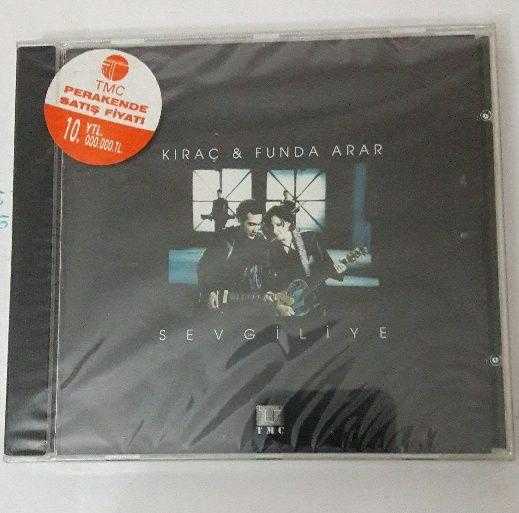 TMC
PERAKENDE
SATIŞ FİYATI
10, YTL.
000.000.TL
KIRAÇ & FUNDA ARAR
SEVGİLİYE
TMC